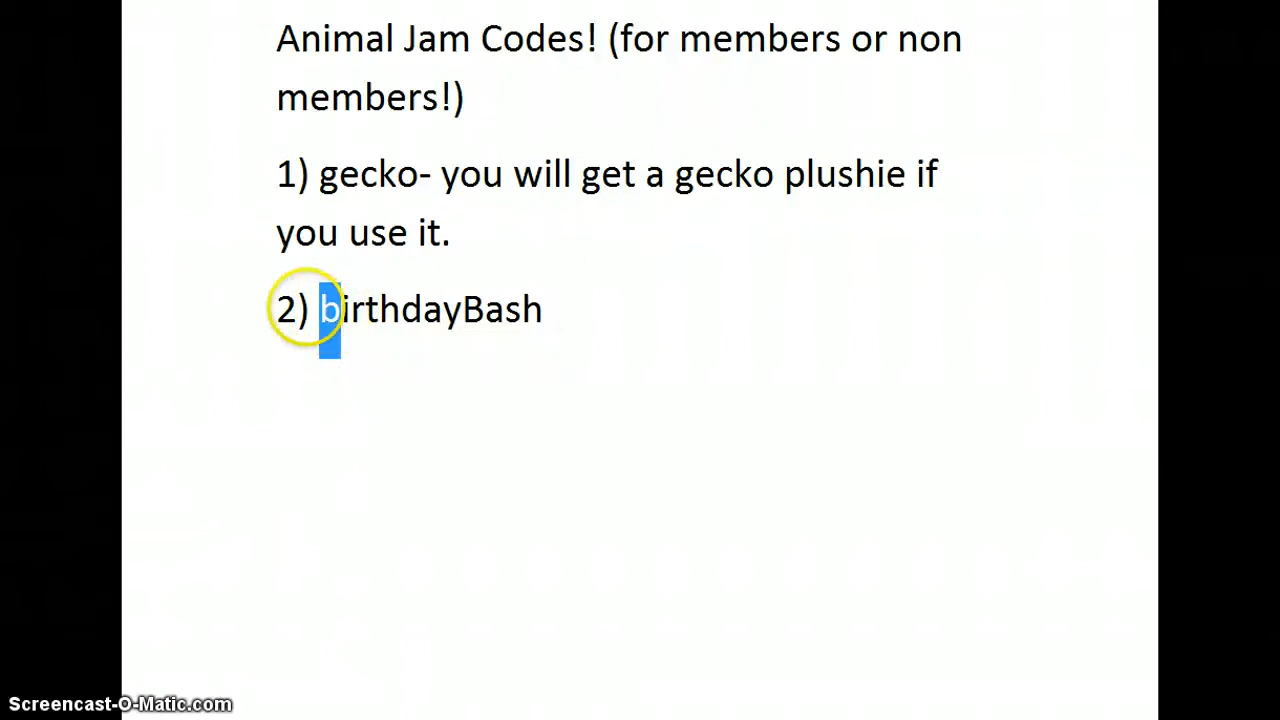 Animal Jam Codes! (for members or non
members!)
1) gecko- you will get a gecko plushie if
you use it.
2) birthdayBash
Screencast-O-Matic.com